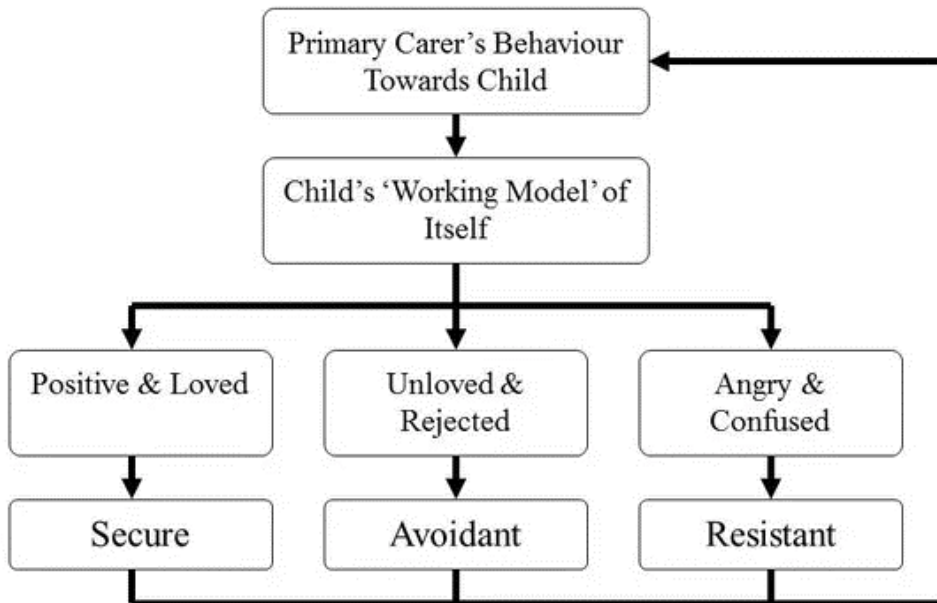 Primary Carer's Behaviour
Towards Child
Child's ‘Working Model’ of
Itself
Positive & Loved
Unloved &
Rejected
Angry &
Confused
Secure
Avoidant
Resistant